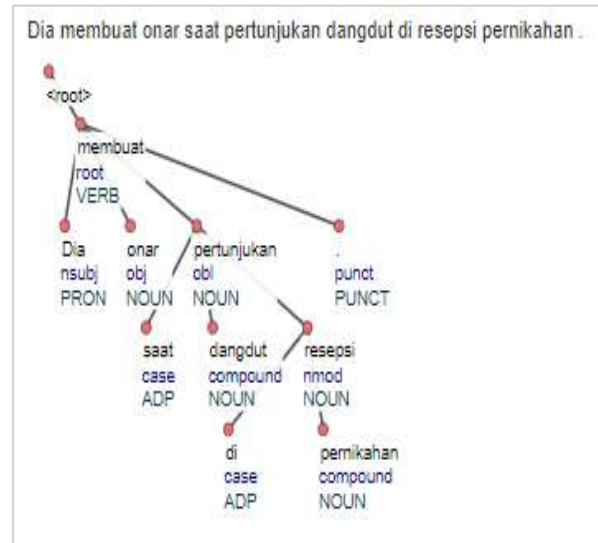 Dia membuat onar saat pertunjukan dangdut di resepsi pernikahan .
<root>
membuat
root
VERB
Dia onar pertunjukan .
nsubj obj obl punct
PRON NOUN NOUN PUNCT
saat dangdut resepsi
case compound nmod
ADP NOUN NOUN
di pernikahan
case compound
ADP NOUN